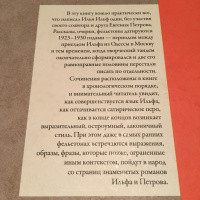 В эту книгу вошло практически все,
что написал Илья Ильф один, без участия
своего соавтора и друга Евгения Петрова.
Рассказы, очерки, фельетоны датируются
1923–1930 годами — периодом между
приездом Ильфа из Одессы в Москву
и тем временем, когда творческий тандем
окончательно сформировался и две его
равноправные половины перестали
писать по отдельности.
Сочинения расположены в книге
в хронологическом порядке,
и внимательный читатель увидит,
как совершенствуется язык Ильфа,
как оттачивается сатирическое перо,
как в конце концов возникает
выразительный, остроумный, лаконичный
стиль. При этом даже в самых ранних
фельетонах встречаются выражения,
образы, фразы, которые позже, ограненные
иным контекстом, пойдут в народ
со страниц знаменитых романов
Ильфа и Петрова.